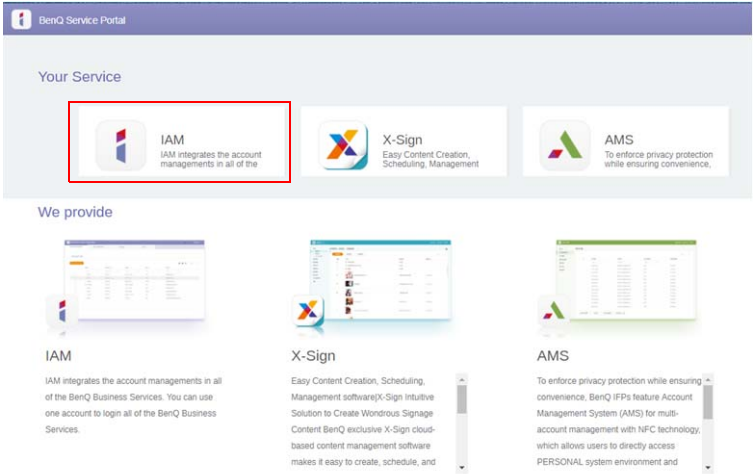 BenQ Service Portal
Your Service
IAM
IAM integrates the account
managements in all of the
X-Sign
Easy Content Creation,
Scheduling, Management
AMS
To enforce privacy protection
while ensuring convenience,
We provide
IAM
IAM integrates the account managements in all
of the BenQ Business Services. You can use
one account to login all of the BenQ Business
Services.
X-Sign
Easy Content Creation, Scheduling,
Management software|X-Sign Intuitive
Solution to Create Wondrous Signage
Content BenQ exclusive X-Sign cloud-
based content management software
makes it easy to create, schedule, and
AMS
To enforce privacy protection while ensuring
convenience, BenQ IFPs feature Account
Management System (AMS) for multi-
account management with NFC technology,
which allows users to directly access
PERSONAL system environment and